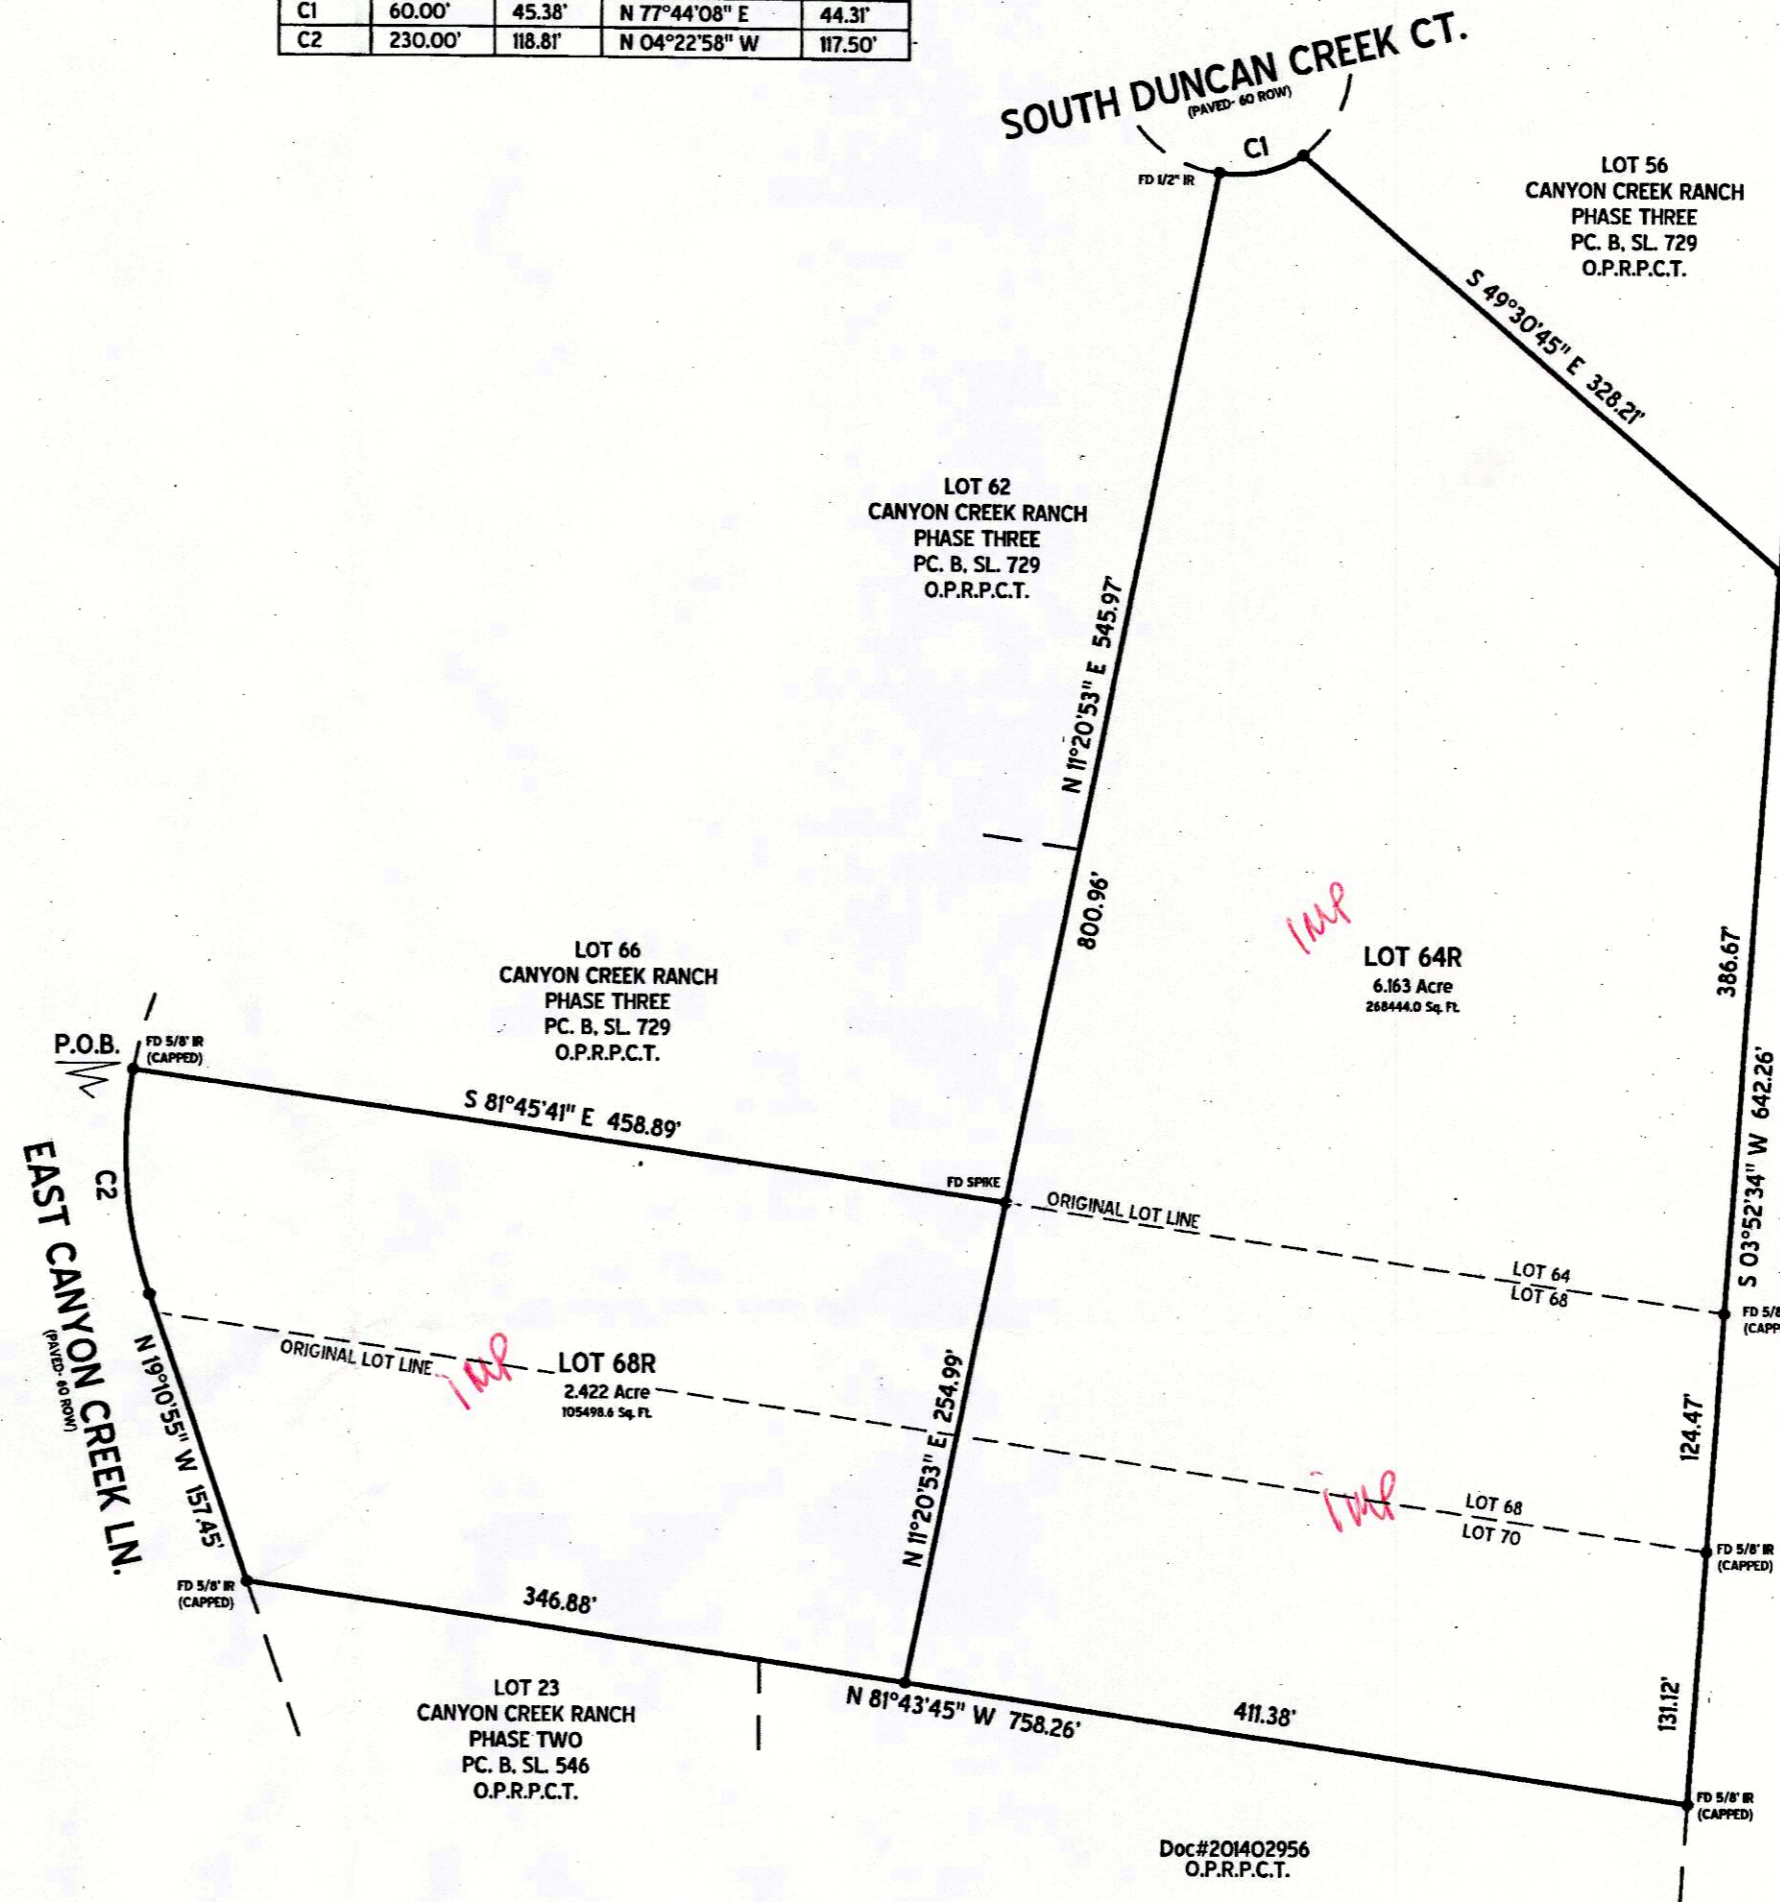 C1 60.00' 45.38' N 77°44'08" E 44.31'
C2 230.00' 118.81' N 04°22'58" W 117.50'
SOUTH DUNCAN CREEK CT.
(PAVED- 60 ROW)
C1
FD 1/2" IR
LOT 56
CANYON CREEK RANCH
PHASE THREE
PC. B, SL. 729
O.P.R.P.C.T.
S 49°30'45" E 328.21'
LOT 62
CANYON CREEK RANCH
PHASE THREE
PC. B, SL. 729
O.P.R.P.C.T.
N 11°20'53" E 545.97'
800.96'
IMP
LOT 64R
6.163 Acre
268444.0 Sq. Ft.
386.67'
S 03°52'34" W 642.26'
LOT 66
CANYON CREEK RANCH
PHASE THREE
PC. B, SL. 729
O.P.R.P.C.T.
P.O.B.
FD 5/8' IR
(CAPPED)
S 81°45'41" E 458.89'
FD SPIKE
ORIGINAL LOT LINE
LOT 64
LOT 68
FD 5/8
(CAPP
C2
EAST CANYON CREEK LN.
(PAVED- 60 ROW)
N 19°10'55" W 157.45'
ORIGINAL LOT LINE
IMP
LOT 68R
2.422 Acre
105498.6 Sq. Ft.
N 11°20'53" E 254.99'
124.47'
IMP
LOT 68
LOT 70
FD 5/8' IR
(CAPPED)
FD 5/8' IR
(CAPPED)
346.88'
LOT 23
CANYON CREEK RANCH
PHASE TWO
PC. B, SL. 546
O.P.R.P.C.T.
N 81°43'45" W 758.26'
411.38'
131.12'
FD 5/8' IR
(CAPPED)
Doc#201402956
O.P.R.P.C.T.